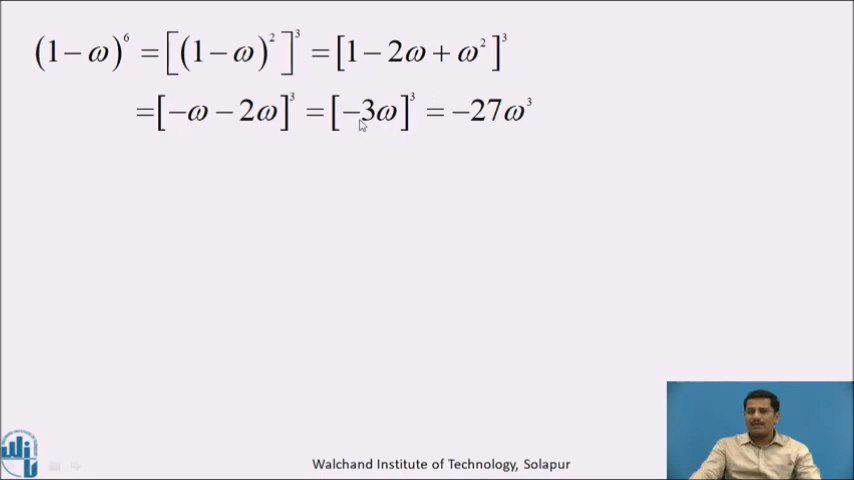 (1 − ω)⁶ = [(1 − ω)²]³ = [1 − 2ω + ω²]³
= [−ω − 2ω]³ = [−3ω]³ = −27ω³
Walchand Institute of Technology, Solapur